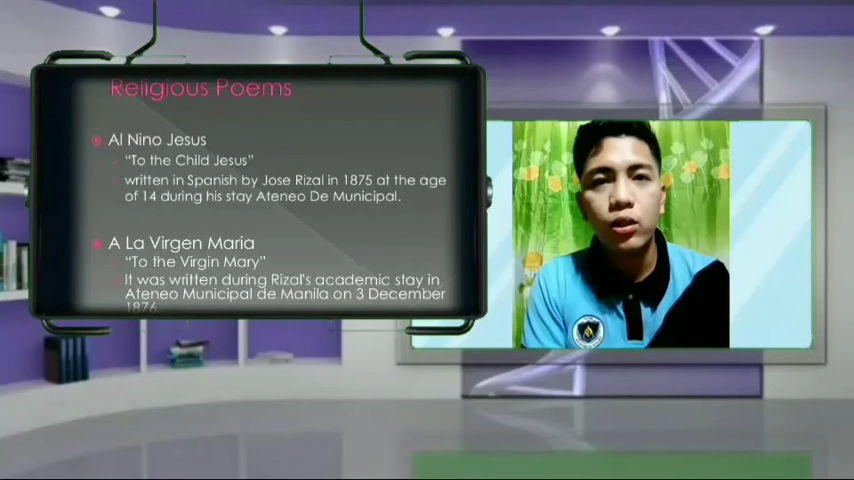 Religious Poems
Al Nino Jesus
"To the Child Jesus"
written in Spanish by Jose Rizal in 1875 at the age
of 14 during his stay Ateneo De Municipal.
A La Virgen Maria
"To the Virgin Mary"
It was written during Rizal's academic stay in
Ateneo Municipal de Manila on 3 December
1876.